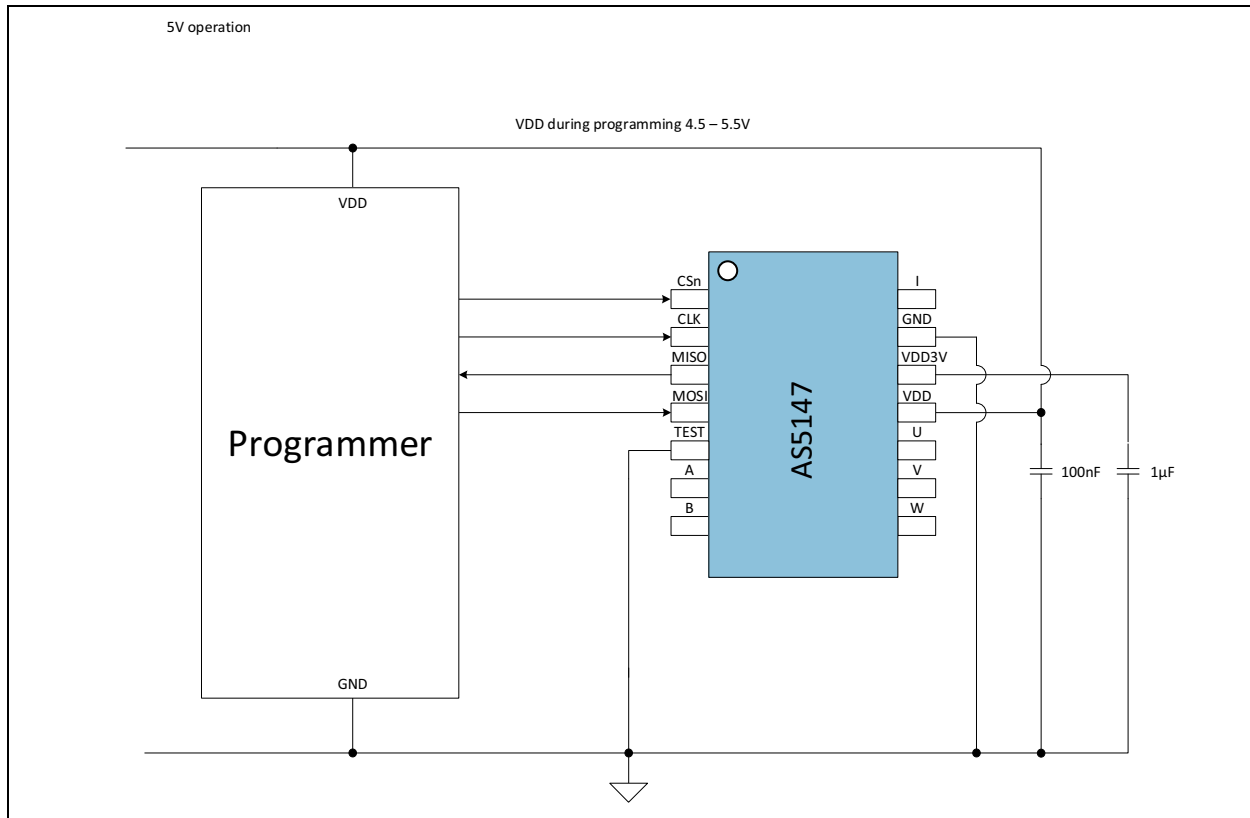 5V operation
VDD during programming 4.5 – 5.5V
VDD
CSn
I
CLK
GND
MISO
VDD3V
MOSI
VDD
Programmer
TEST
AS5147
U
A
V
100nF
1µF
B
W
GND